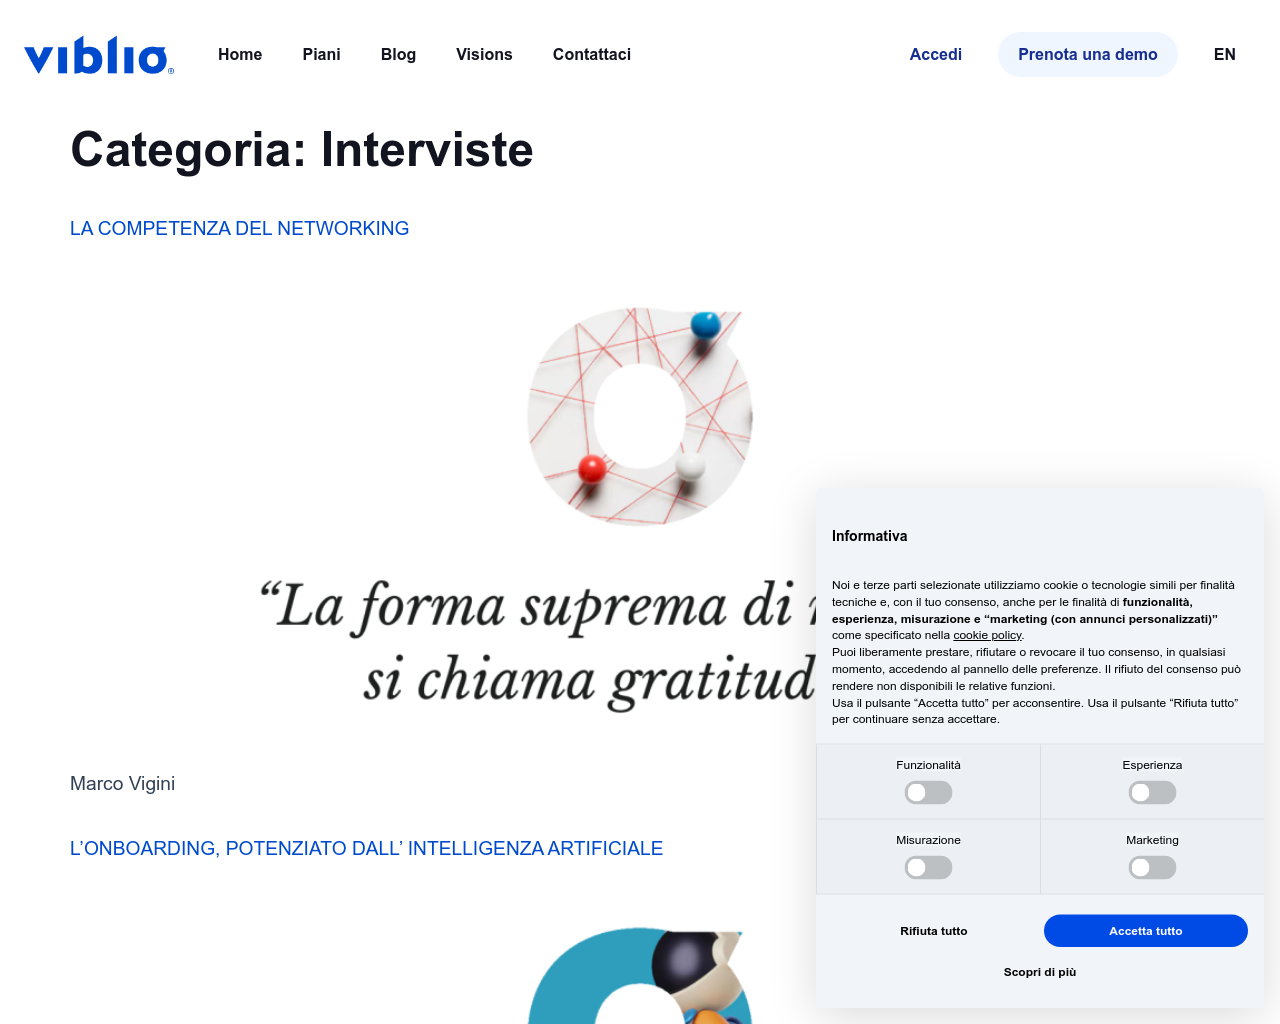 viblio®
Home
Piani
Blog
Visions
Contattaci
Accedi
Prenota una demo
EN
Categoria: Interviste
LA COMPETENZA DEL NETWORKING
“La forma suprema di
si chiama
Marco Vigini
L’ONBOARDING, POTENZIATO DALL’ INTELLIGENZA ARTIFICIALE
Informativa
Noi e terze parti selezionate utilizziamo cookie o tecnologie simili per finalità
tecniche e, con il tuo consenso, anche per le finalità di funzionalità,
esperienza, misurazione e “marketing (con annunci personalizzati)”
come specificato nella cookie policy.
Puoi liberamente prestare, rifiutare o revocare il tuo consenso, in qualsiasi
momento, accedendo al pannello delle preferenze. Il rifiuto del consenso può
rendere non disponibili le relative funzioni.
Usa il pulsante “Accetta tutto” per acconsentire. Usa il pulsante “Rifiuta tutto”
per continuare senza accettare.
Funzionalità
Esperienza
Misurazione
Marketing
Rifiuta tutto
Accetta tutto
Scopri di più